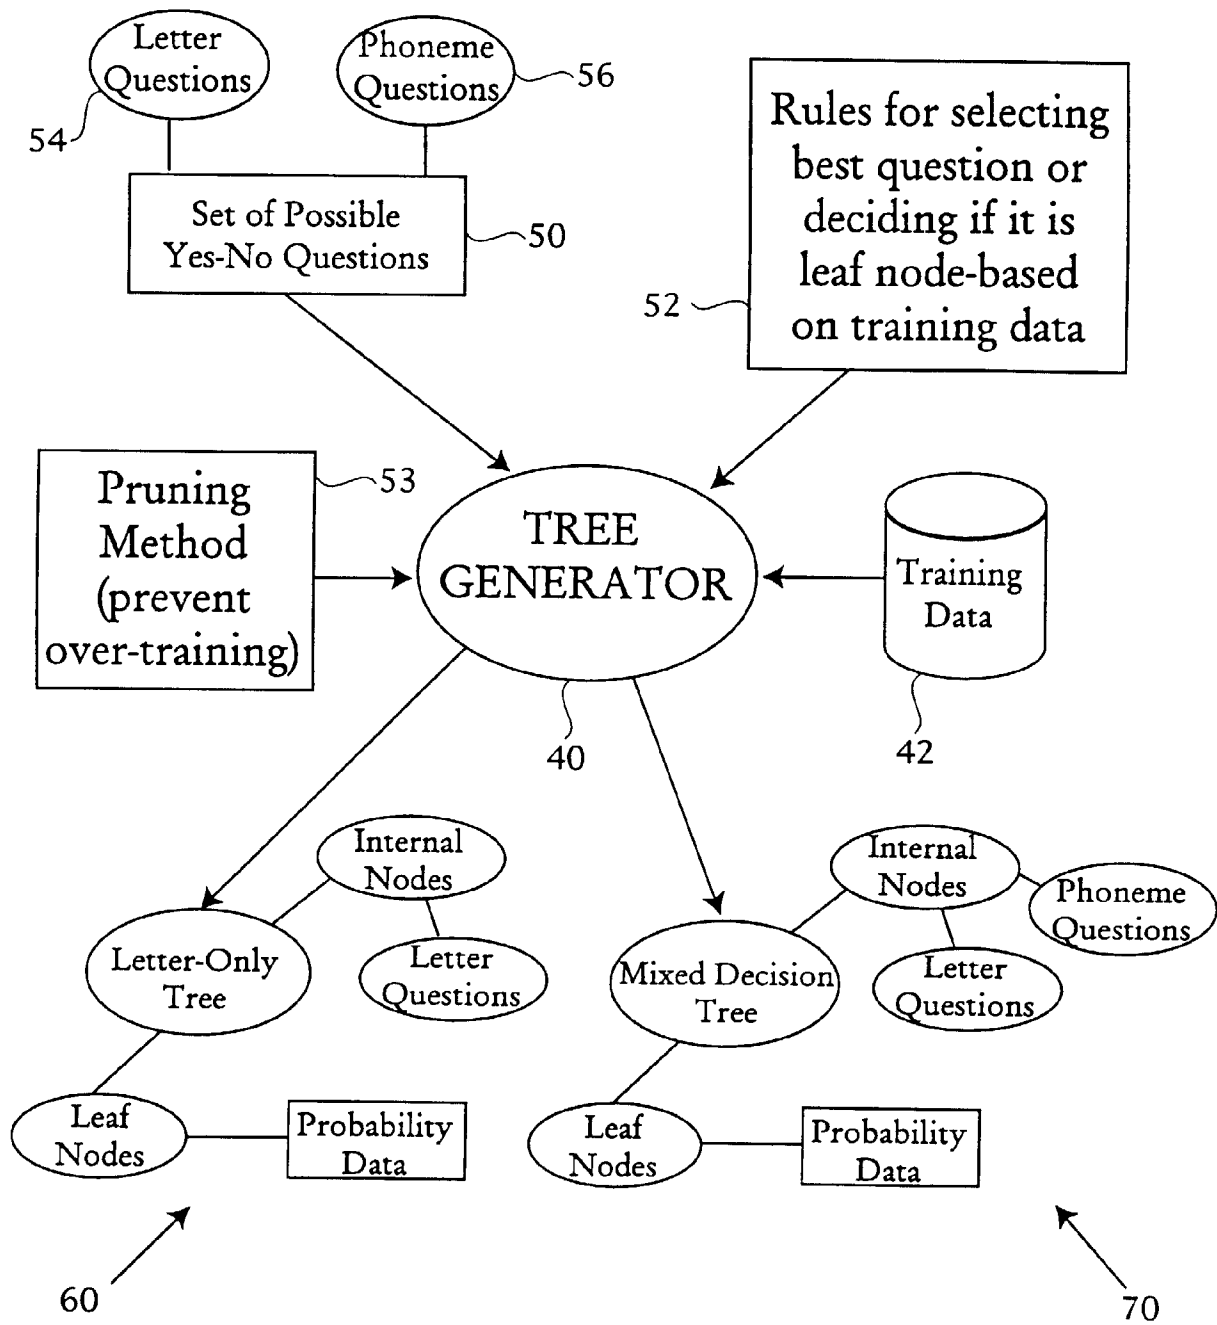 Letter
Questions
54
Phoneme
Questions
56
Set of Possible
Yes-No Questions
50
Rules for selecting
best question or
deciding if it is
leaf node-based
on training data
52
Pruning
Method
(prevent
over-training)
53
TREE
GENERATOR
40
Training
Data
42
Internal
Nodes
Letter
Questions
Letter-Only
Tree
Leaf
Nodes
Probability
Data
60
Internal
Nodes
Phoneme
Questions
Letter
Questions
Mixed Decision
Tree
Leaf
Nodes
Probability
Data
70